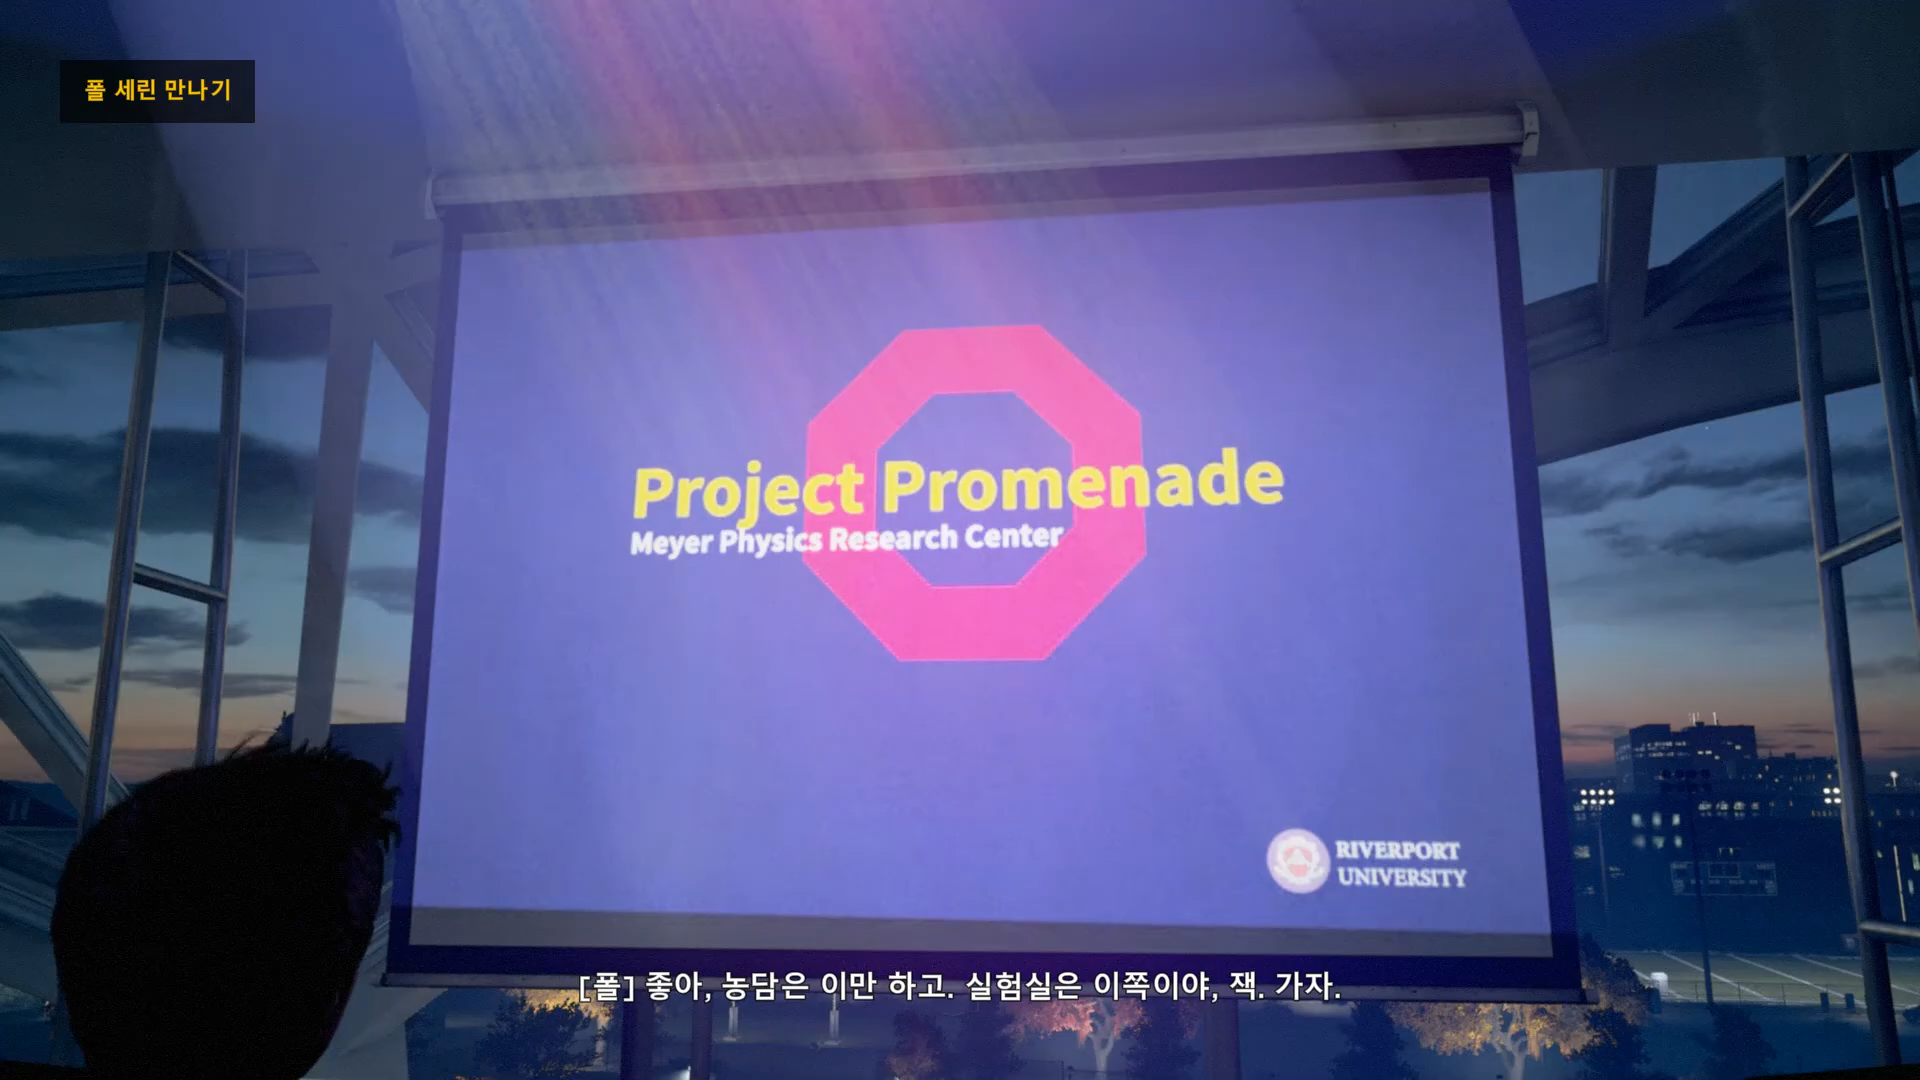 폴 세린 만나기
Project Promenade
Meyer Physics Research Center
RIVERPORT
UNIVERSITY
[폴] 좋아, 농담은 이만 하고. 실험실은 이쪽이야, 잭. 가자.